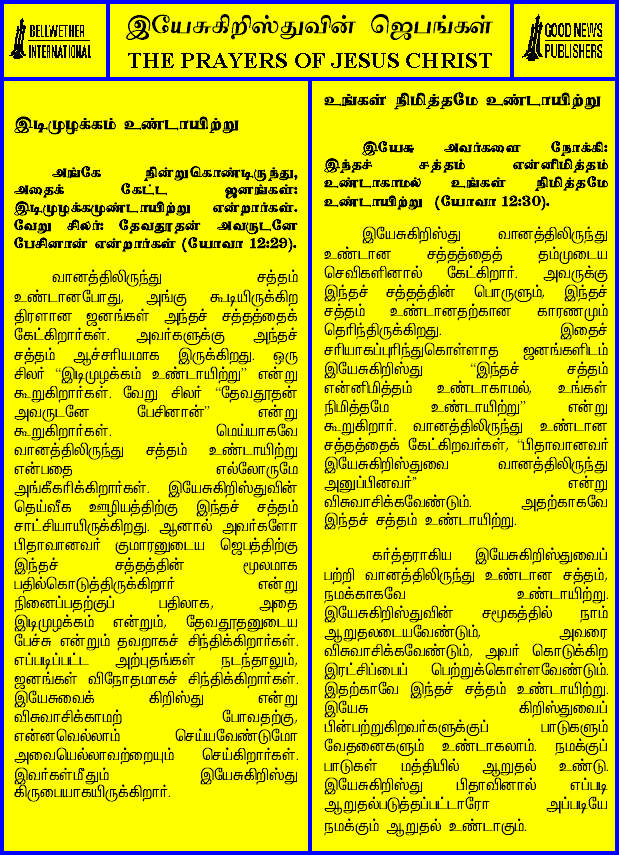 BELLWETHER
INTERNATIONAL
இயேசுகிறிஸ்துவின் ஜெபங்கள்
THE PRAYERS OF JESUS CHRIST
GOOD NEWS
PUBLISHERS
இடிமுழக்கம் உண்டாயிற்று
அங்கே நின்றுகொண்டிருந்து,
அதைக் கேட்ட ஜனங்கள்:
இடிமுழக்கமுண்டாயிற்று என்றார்கள்.
வேறு சிலர்: தேவதூதன் அவருடனே
பேசினான் என்றார்கள் (யோவா 12:29).
வானத்திலிருந்து சத்தம்
உண்டானபோது, அங்கு கூடியிருக்கிற
திரளான ஜனங்கள் அந்தச் சத்தத்தைக்
கேட்கிறார்கள். அவர்களுக்கு அந்தச்
சத்தம் ஆச்சரியமாக இருக்கிறது. ஒரு
சிலர் “இடிமுழக்கம் உண்டாயிற்று” என்று
கூறுகிறார்கள். வேறு சிலர் “தேவதூதன்
அவருடனே பேசினான்” என்று
கூறுகிறார்கள். மெய்யாகவே
வானத்திலிருந்து சத்தம் உண்டாயிற்று
என்பதை எல்லோருமே
அங்கீகரிக்கிறார்கள். இயேசுகிறிஸ்துவின்
தெய்வீக ஊழியத்திற்கு இந்தச் சத்தம்
சாட்சியாயிருக்கிறது. ஆனால் அவர்களோ
பிதாவானவர் குமாரனுடைய ஜெபத்திற்கு
இந்தச் சத்தத்தின் மூலமாக
பதில்கொடுத்திருக்கிறார் என்று
நினைப்பதற்குப் பதிலாக, அதை
இடிமுழக்கம் என்றும், தேவதூதனுடைய
பேச்சு என்றும் தவறாகச் சிந்திக்கிறார்கள்.
எப்படிப்பட்ட அற்புதங்கள் நடந்தாலும்,
ஜனங்கள் விநோதமாகச் சிந்திக்கிறார்கள்.
இயேசுவைக் கிறிஸ்து என்று
விசுவாசிக்காமற் போவதற்கு,
என்னவெல்லாம் செய்யவேண்டுமோ
அவையெல்லாவற்றையும் செய்கிறார்கள்.
இவர்கள்மீதும் இயேசுகிறிஸ்து
கிருபையாகயிருக்கிறார்.
உங்கள் நிமித்தமே உண்டாயிற்று
இயேசு அவர்களை நோக்கி:
இந்தச் சத்தம் என்னிமித்தம்
உண்டாகாமல் உங்கள் நிமித்தமே
உண்டாயிற்று (யோவா 12:30).
இயேசுகிறிஸ்து வானத்திலிருந்து
உண்டான சத்தத்தைத் தம்முடைய
செவிகளினால் கேட்கிறார். அவருக்கு
இந்தச் சத்தத்தின் பொருளும், இந்தச்
சத்தம் உண்டானதற்கான காரணமும்
தெரிந்திருக்கிறது. இதைச்
சரியாகப்புரிந்துகொள்ளாத ஜனங்களிடம்
இயேசுகிறிஸ்து “இந்தச் சத்தம்
என்னிமித்தம் உண்டாகாமல், உங்கள்
நிமித்தமே உண்டாயிற்று” என்று
கூறுகிறார். வானத்திலிருந்து உண்டான
சத்தத்தைக் கேட்கிறவர்கள், “பிதாவானவர்
இயேசுகிறிஸ்துவை வானத்திலிருந்து
அனுப்பினவர்” என்று
விசுவாசிக்கவேண்டும். அதற்காகவே
இந்தச் சத்தம் உண்டாயிற்று.
கர்த்தராகிய இயேசுகிறிஸ்துவைப்
பற்றி வானத்திலிருந்து உண்டான சத்தம்,
நமக்காகவே உண்டாயிற்று.
இயேசுகிறிஸ்துவின் சமூகத்தில் நாம்
ஆறுதலடையவேண்டும், அவரை
விசுவாசிக்கவேண்டும், அவர் கொடுக்கிற
இரட்சிப்பைப் பெற்றுக்கொள்ளவேண்டும்.
இதற்காவே இந்தச் சத்தம் உண்டாயிற்று.
இயேசு கிறிஸ்துவைப்
பின்பற்றுகிறவர்களுக்குப் பாடுகளும்
வேதனைகளும் உண்டாகலாம். நமக்குப்
பாடுகள் மத்தியில் ஆறுதல் உண்டு.
இயேசுகிறிஸ்து பிதாவினால் எப்படி
ஆறுதல்படுத்தப்பட்டாரோ அப்படியே
நமக்கும் ஆறுதல் உண்டாகும்.